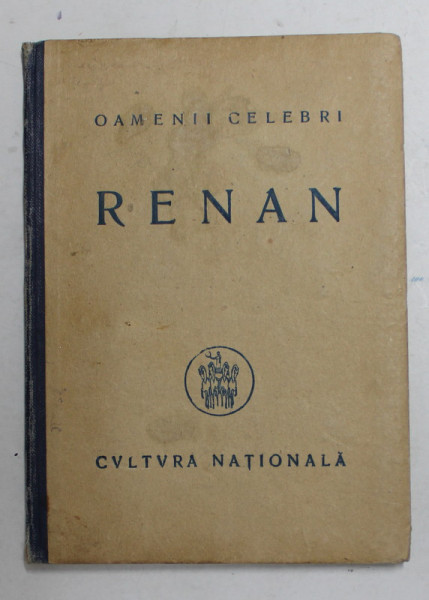 OAMENII CELEBRI
RENAN
CVLTVRA NAȚIONALĂ